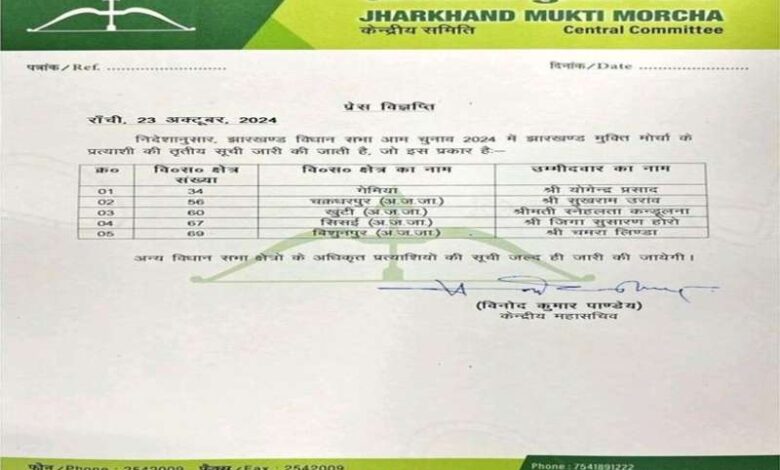 JHARKHAND MUKTI MORCHA
केन्द्रीय समिति Central Committee
पत्रांक/Ref. ............................ दिनांक/Date ........................
प्रेस विज्ञप्ति
राँची, 23 अक्टूबर, 2024
निदेशानुसार, झारखण्ड विधान सभा आम चुनाव 2024 में झारखण्ड मुक्ति मोर्चा के
प्रत्याशी की तृतीय सूची जारी की जाती है, जो इस प्रकार है:–
क्र० वि०स० क्षेत्र संख्या वि०स० क्षेत्र का नाम उम्मीदवार का नाम
01 34 गोमिया श्री योगेन्द्र प्रसाद
02 56 चक्रधरपुर (अ.ज.जा.) श्री सुखराम उरांव
03 60 खुंटी (अ.ज.जा.) श्रीमती स्नेहलता कन्डूलना
04 67 सिसई (अ.ज.जा.) श्री जिगा सुसारण होरो
05 69 बिशुनपुर (अ.ज.जा.) श्री चमरा लिण्डा
अन्य विधान सभा क्षेत्रों के अधिकृत प्रत्याशियों की सूची जल्द ही जारी की जायेगी।
(विनोद कुमार पाण्डेय)
केन्द्रीय महासचिव
फोन/Phone : 2542009 फैक्स/Fax : 2542009
Phone : 7541891222